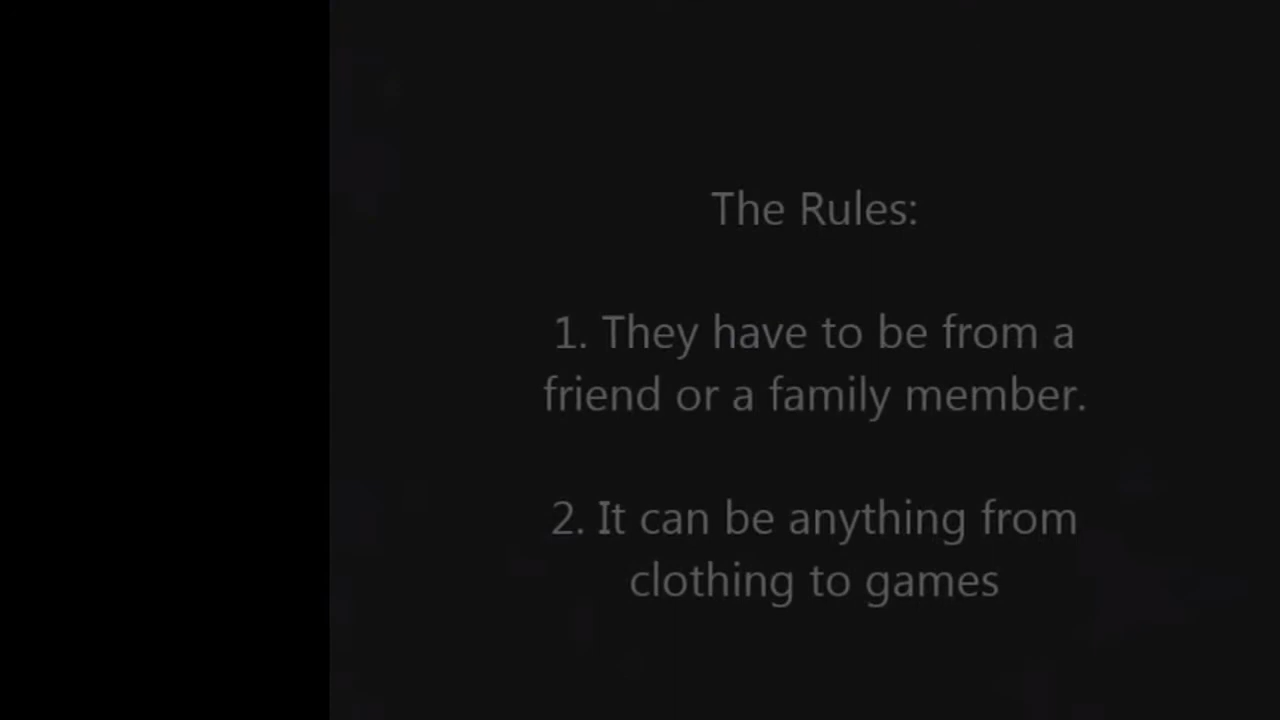 The Rules:
1. They have to be from a
friend or a family member.
2. It can be anything from
clothing to games